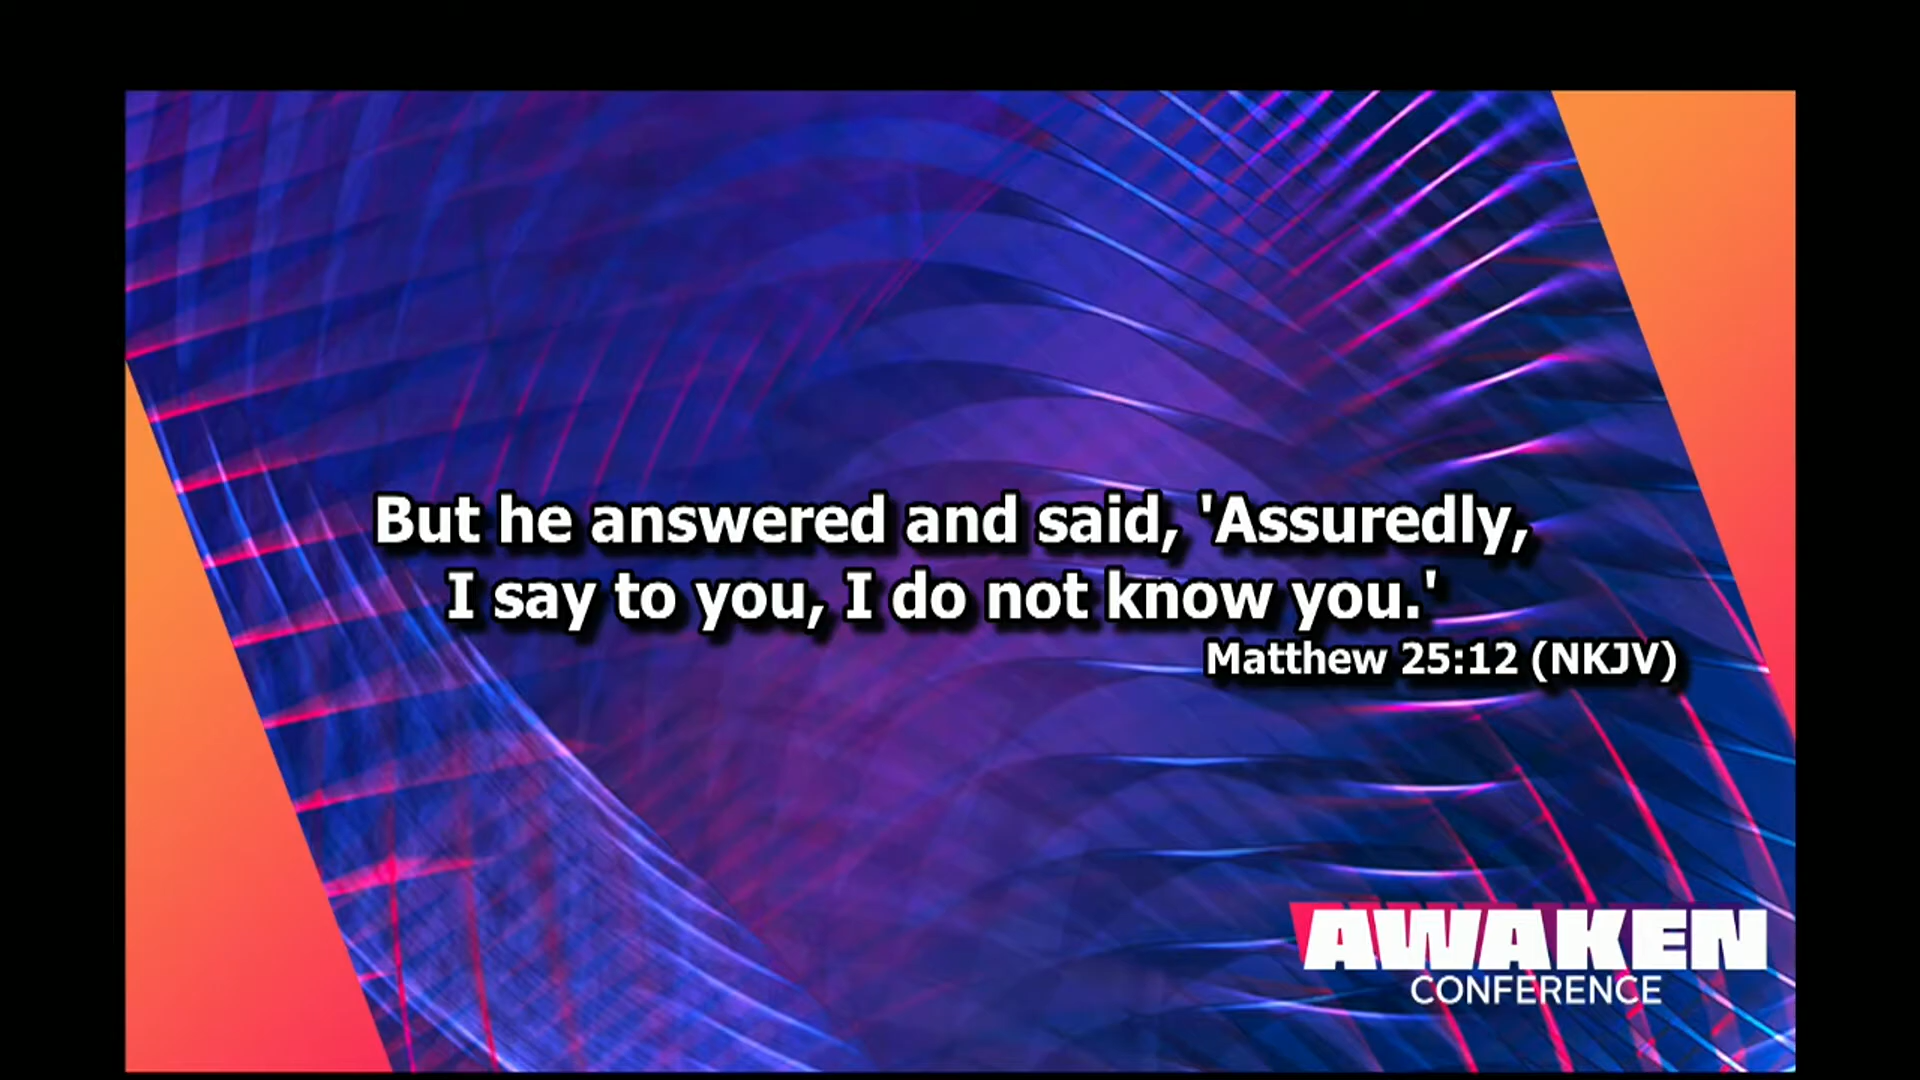 But he answered and said, 'Assuredly,
I say to you, I do not know you.'
Matthew 25:12 (NKJV)
AWAKEN
CONFERENCE